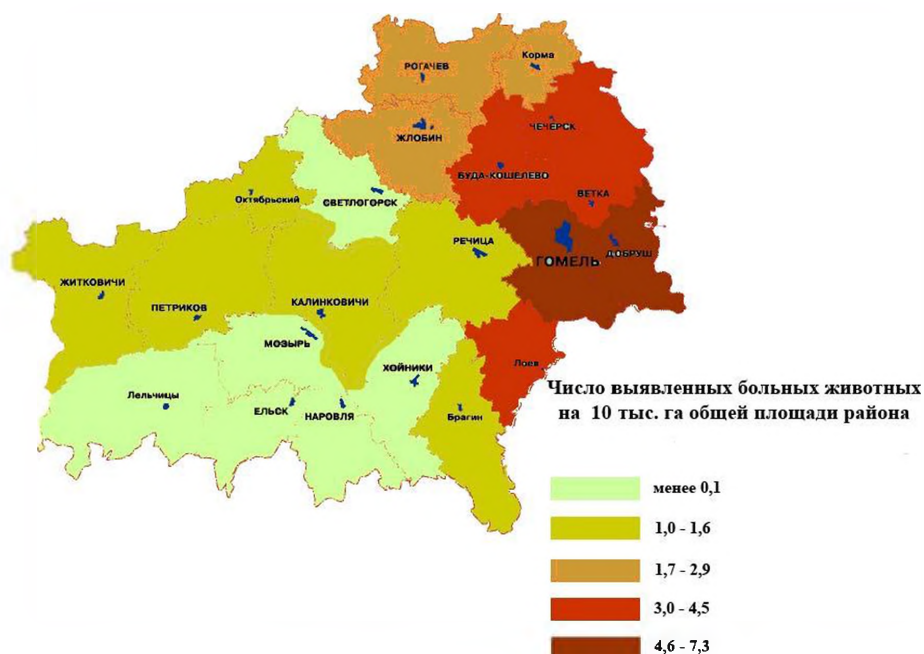 РОГАЧЕВ
Корма
ЖЛОБИН
ЧЕЧЕРСК
БУДА-КОШЕЛЕВО
Октябрьский
СВЕТЛОГОРСК
ВЕТКА
РЕЧИЦА
ГОМЕЛЬ
ДОБРУШ
ЖИТКОВИЧИ
ПЕТРИКОВ
КАЛИНКОВИЧИ
МОЗЫРЬ
ХОЙНИКИ
Лоев
Лельчицы
ЕЛЬСК
НАРОВЛЯ
Брагин
Число выявленных больных животных
на 10 тыс. га общей площади района
менее 0,1
1,0 - 1,6
1,7 - 2,9
3,0 - 4,5
4,6 - 7,3